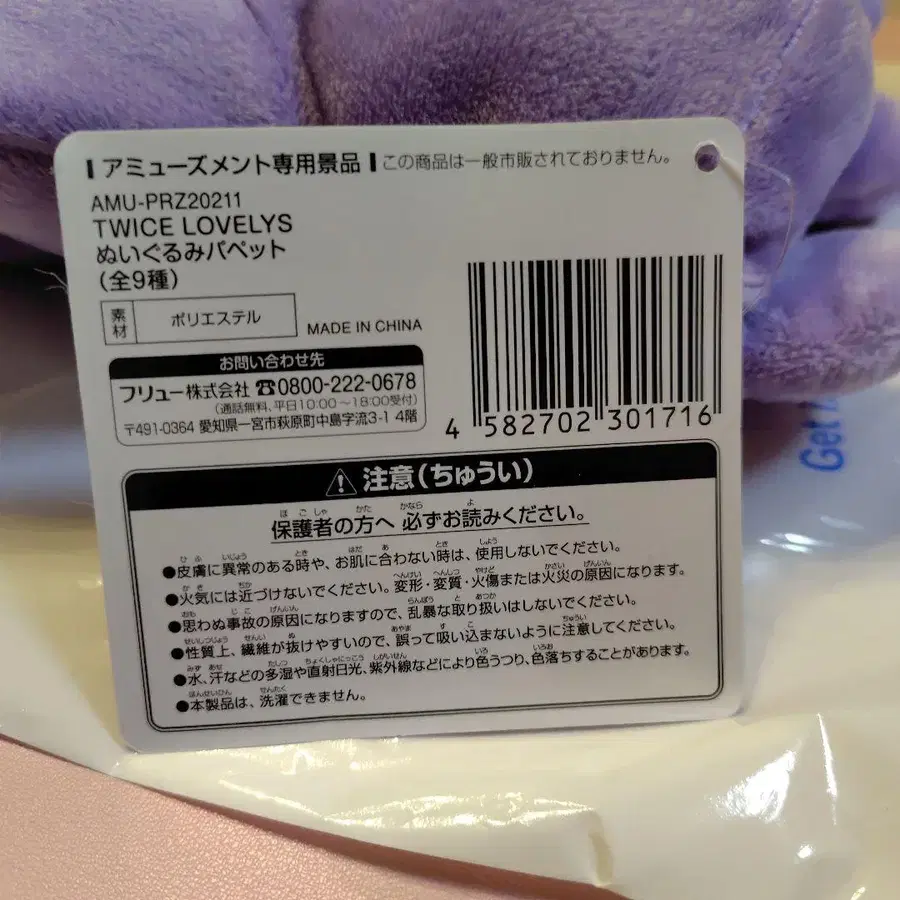 アミューズメント専用景品 この商品は一般市販されておりません。
AMU-PRZ20211
TWICE LOVELYS
ぬいぐるみパペット
(全9種)
素材 ポリエステル
MADE IN CHINA
お問い合わせ先
フリュー株式会社 ☎0800-222-0678
(通話無料、平日10:00～18:00受付)
〒491-0364 愛知県一宮市萩原町中島字流3-1 4階
4 582702 301716
⚠ 注意(ちゅうい)
保護者の方へ 必ずお読みください。
●皮膚に異常のある時や、お肌に合わない時は、使用しないでください。
●火気には近づけないでください。変形・変質・火傷または火災の原因になります。
●思わぬ事故の原因になりますので、乱暴な取り扱いはしないでください。
●性質上、繊維が抜けやすいので、誤って吸い込まないように注意してください。
●水、汗などの多湿や直射日光、紫外線などにより色うつり、色落ちすることがあります。
●本製品は、洗濯できません。
Get